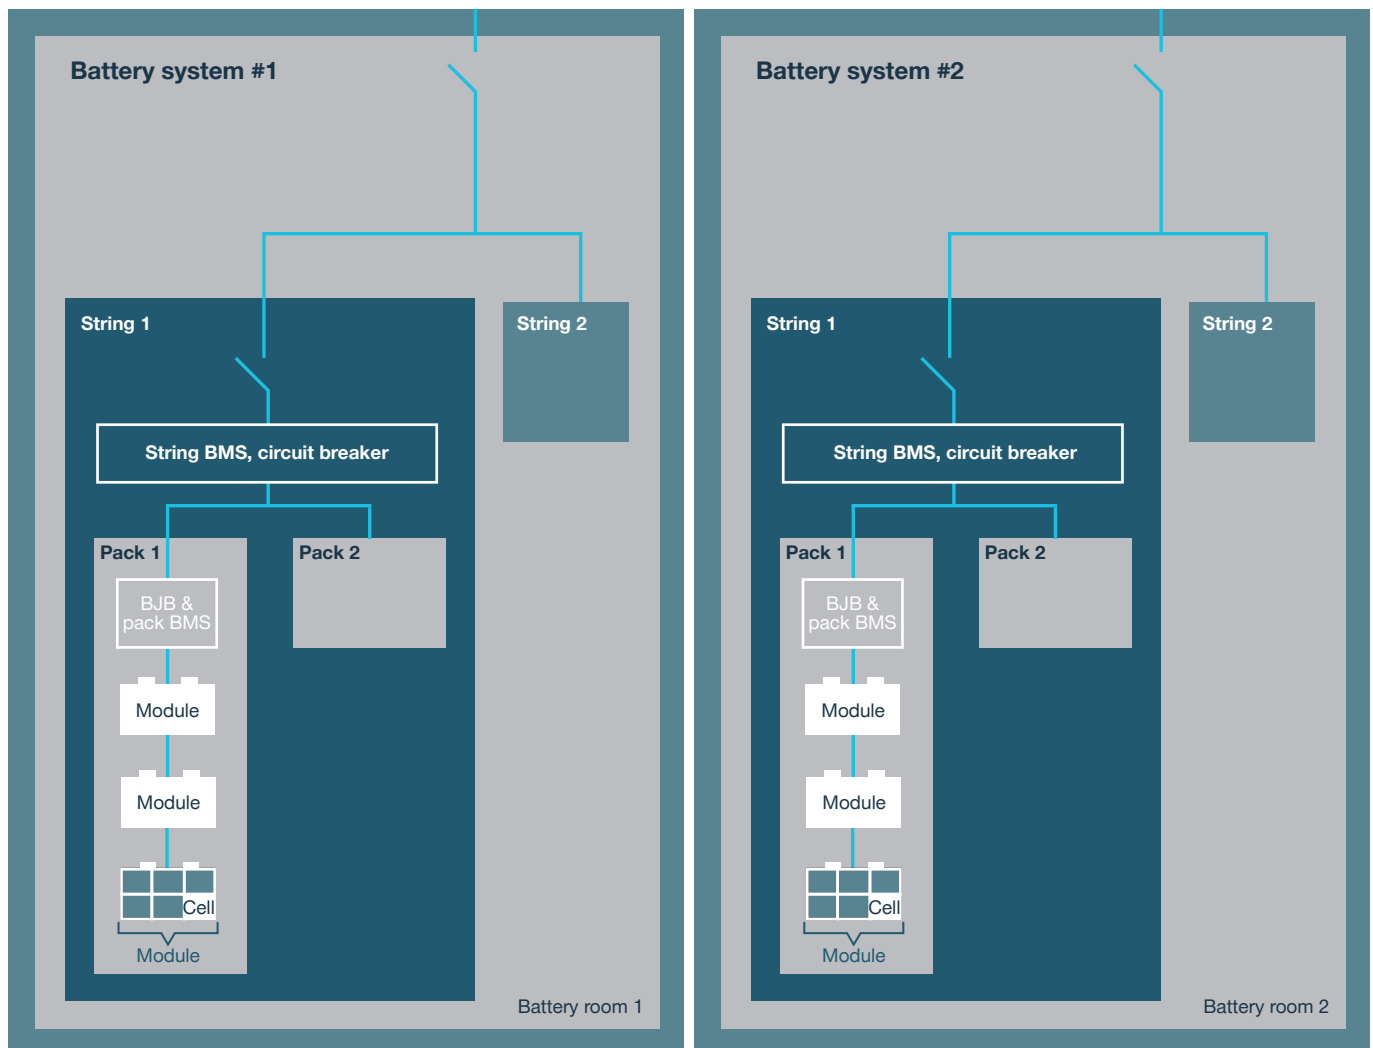 Battery system #1
String 1
String 2
String BMS, circuit breaker
Pack 1
Pack 2
BJB &
pack BMS
Module
Module
Cell
Module
Battery room 1
Battery system #2
String 1
String 2
String BMS, circuit breaker
Pack 1
Pack 2
BJB &
pack BMS
Module
Module
Cell
Module
Battery room 2